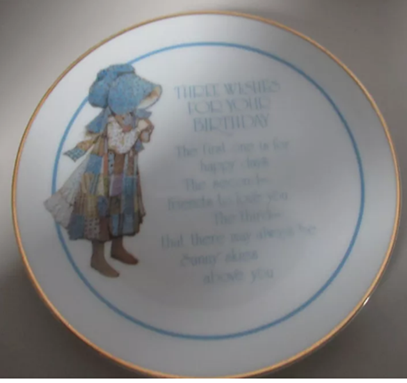 THREE WISHES
FOR YOUR
BIRTHDAY
The first one is for
happy days
The second–
friends to love you
The third–
that there may always be
Sunny skies
above you